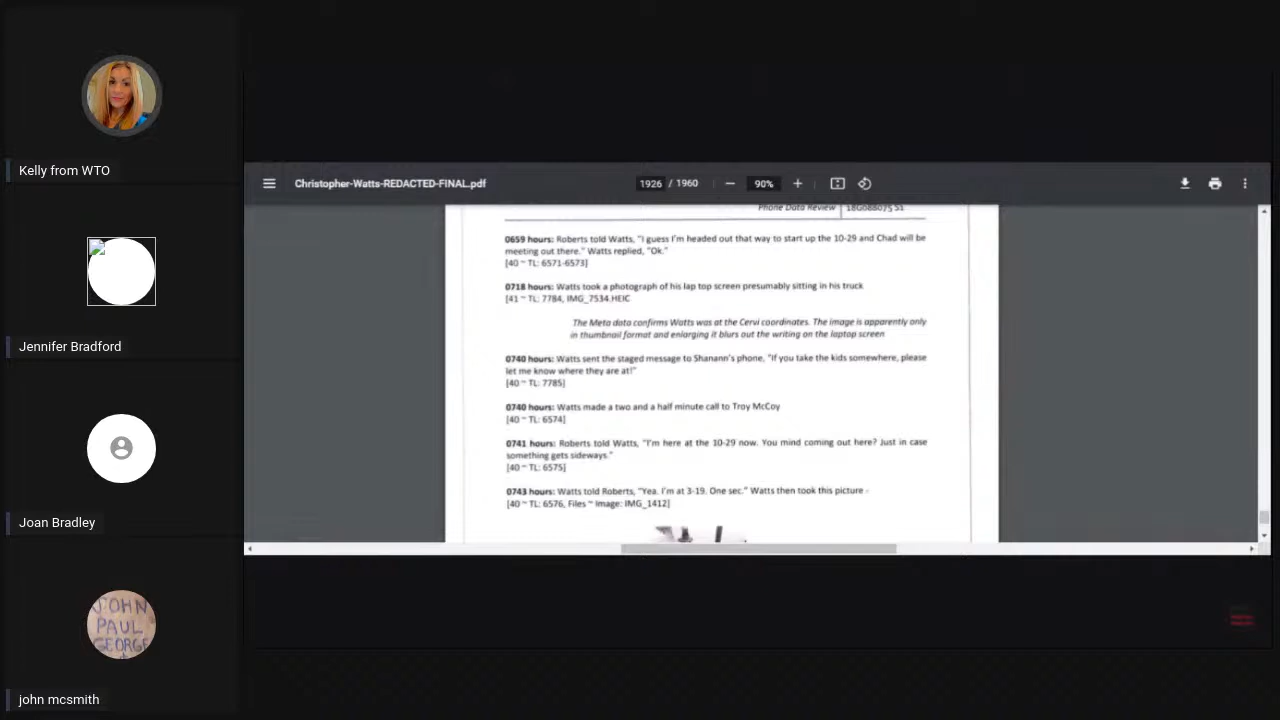 Kelly from WTO
Jennifer Bradford
Joan Bradley
JOHN
PAUL
GEORGE
john mcsmith
Christopher-Watts-REDACTED-FINAL.pdf
1926 / 1960
90%
Phone Data Review 18G088075 S1
0659 hours: Roberts told Watts, "I guess I'm headed out that way to start up the 10-29 and Chad will be
meeting out there." Watts replied, "Ok."
[40 ~ TL: 6571-6573]
0718 hours: Watts took a photograph of his lap top screen presumably sitting in his truck
[41 ~ TL: 7784, IMG_7534.HEIC
The Meta data confirms Watts was at the Cervi coordinates. The image is apparently only
in thumbnail format and enlarging it blurs out the writing on the laptop screen
0740 hours: Watts sent the staged message to Shanann's phone, "If you take the kids somewhere, please
let me know where they are at!"
[40 ~ TL: 7785]
0740 hours: Watts made a two and a half minute call to Troy McCoy
[40 ~ TL: 6574]
0741 hours: Roberts told Watts, "I'm here at the 10-29 now. You mind coming out here? Just in case
something gets sideways."
[40 ~ TL: 6575]
0743 hours: Watts told Roberts, "Yea. I'm at 3-19. One sec." Watts then took this picture -
[40 ~ TL: 6576, Files ~ Image: IMG_1412]